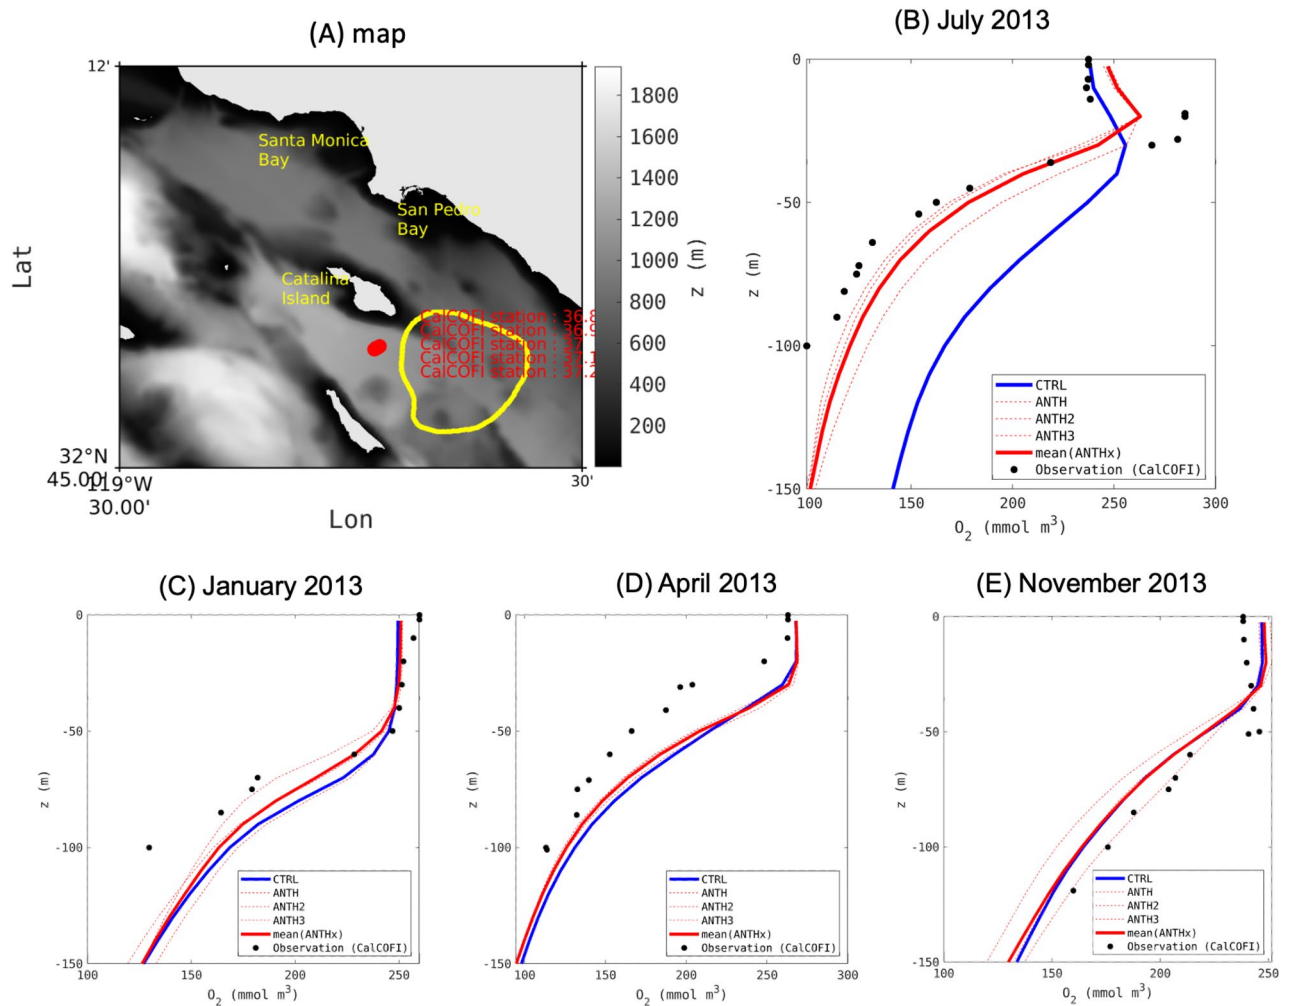 (A) map
12'
Santa Monica
Bay
San Pedro
Bay
Catalina
Island
CalCOFI station : 36.8
CalCOFI station : 36.9
CalCOFI station : 37
CalCOFI station : 37.1
CalCOFI station : 37.2
Lat
32°N
45.00'
119°W
30.00'
30'
Lon
1800
1600
1400
1200
1000
800
600
400
200
z (m)
(B) July 2013
0
-50
-100
-150
z (m)
100
150
200
250
300
O2 (mmol m3)
CTRL
ANTH
ANTH2
ANTH3
mean(ANTHx)
Observation (CalCOFI)
(C) January 2013
0
-50
-100
-150
z (m)
100
150
200
250
O2 (mmol m3)
CTRL
ANTH
ANTH2
ANTH3
mean(ANTHx)
Observation (CalCOFI)
(D) April 2013
0
-50
-100
-150
z (m)
100
150
200
250
300
O2 (mmol m3)
CTRL
ANTH
ANTH2
ANTH3
mean(ANTHx)
Observation (CalCOFI)
(E) November 2013
0
-50
-100
-150
z (m)
100
150
200
250
O2 (mmol m3)
CTRL
ANTH
ANTH2
ANTH3
mean(ANTHx)
Observation (CalCOFI)